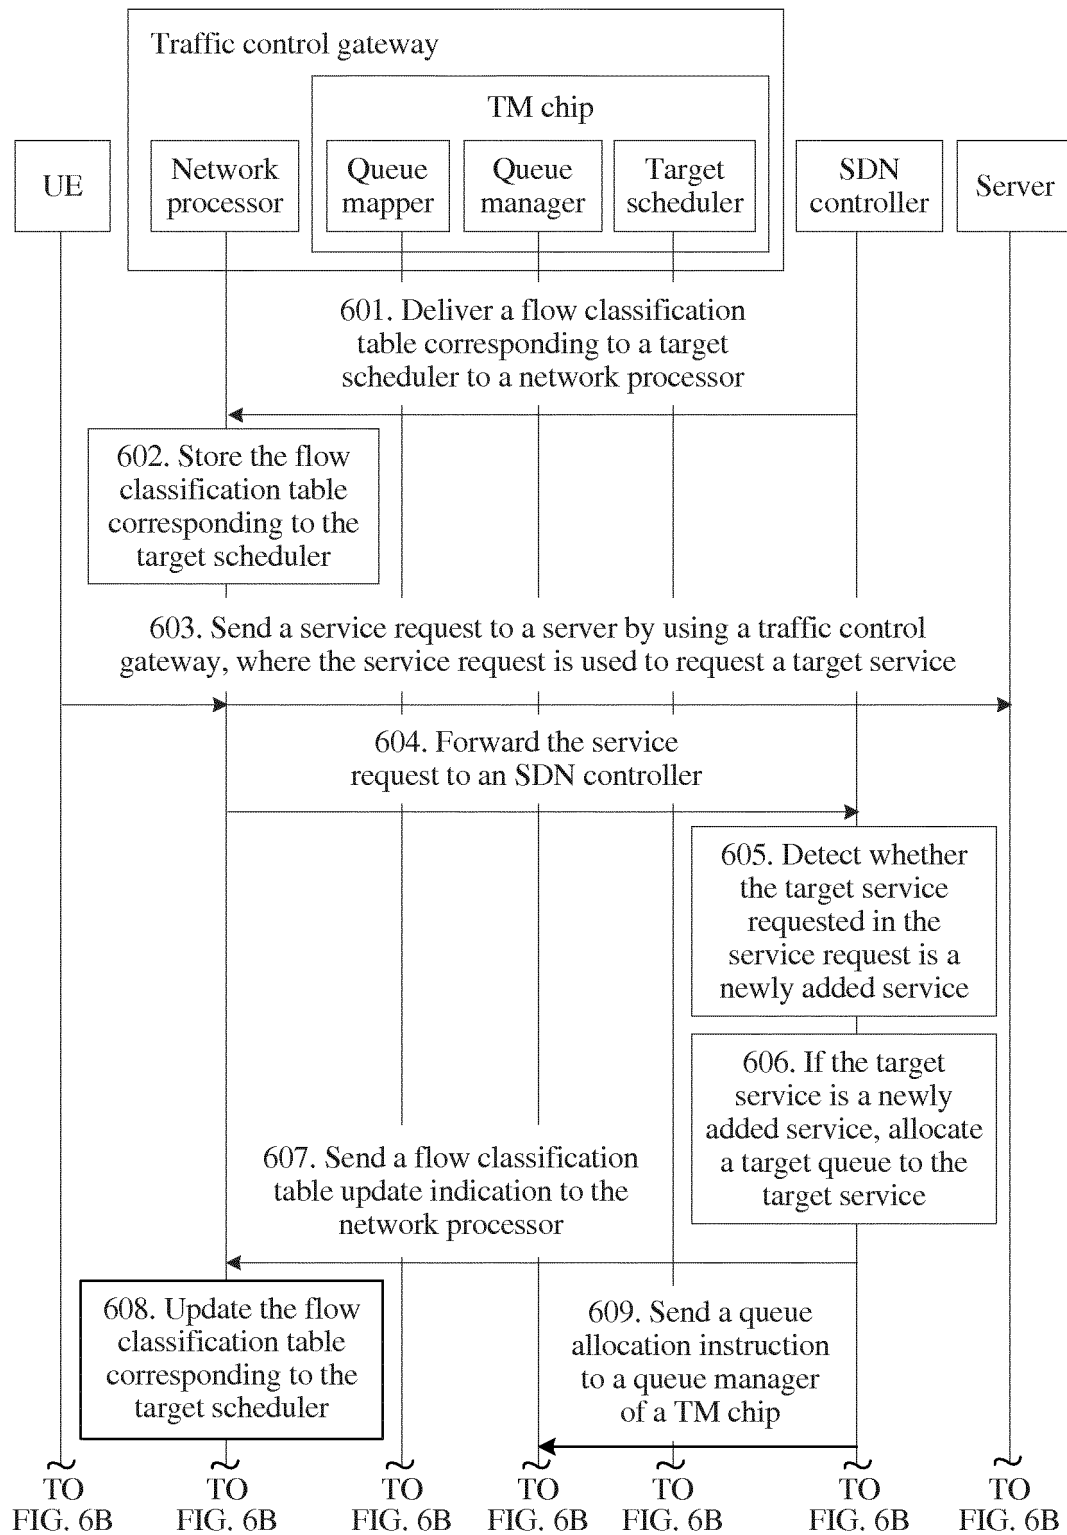 Traffic control gateway
TM chip
UE
Network
processor
Queue
mapper
Queue
manager
Target
scheduler
SDN
controller
Server
601. Deliver a flow classification
table corresponding to a target
scheduler to a network processor
602. Store the flow
classification table
corresponding to the
target scheduler
603. Send a service request to a server by using a traffic control
gateway, where the service request is used to request a target service
604. Forward the service
request to an SDN controller
605. Detect whether
the target service
requested in the
service request is a
newly added service
606. If the target
service is a newly
added service, allocate
a target queue to the
target service
607. Send a flow classification
table update indication to the
network processor
608. Update the flow
classification table
corresponding to the
target scheduler
609. Send a queue
allocation instruction
to a queue manager
of a TM chip
TO
FIG. 6B
TO
FIG. 6B
TO
FIG. 6B
TO
FIG. 6B
TO
FIG. 6B
TO
FIG. 6B
TO
FIG. 6B